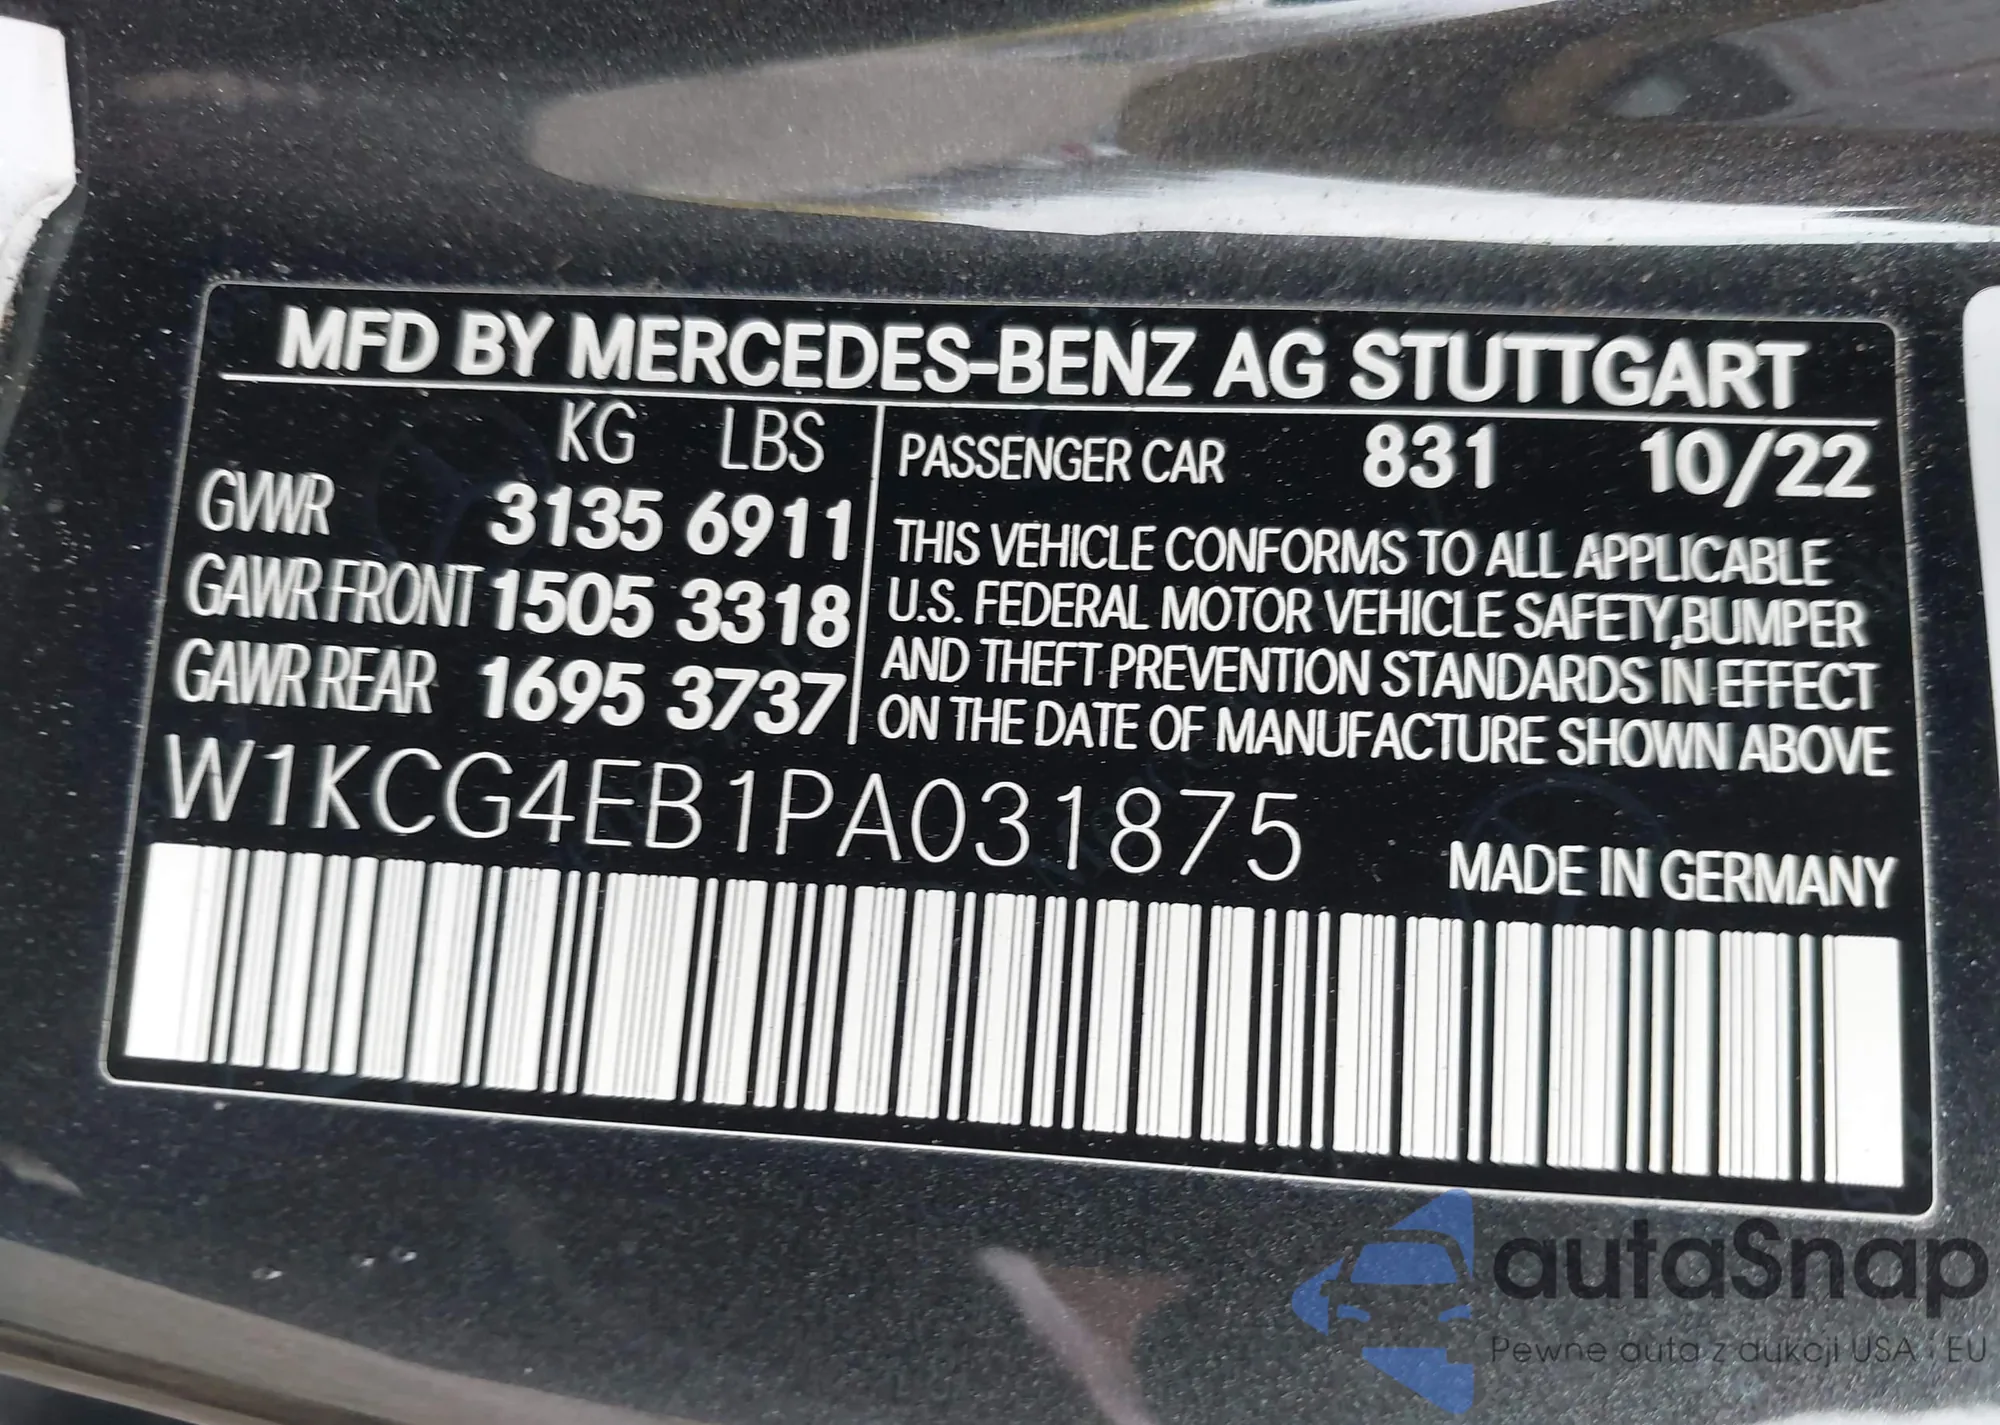 MFD BY MERCEDES-BENZ AG STUTTGART
KG LBS
GVWR 3135 6911
GAWR FRONT 1505 3318
GAWR REAR 1695 3737
PASSENGER CAR 831 10/22
THIS VEHICLE CONFORMS TO ALL APPLICABLE
U.S. FEDERAL MOTOR VEHICLE SAFETY, BUMPER
AND THEFT PREVENTION STANDARDS IN EFFECT
ON THE DATE OF MANUFACTURE SHOWN ABOVE
W1KCG4EB1PA031875
MADE IN GERMANY
autaSnap
Pewne auta z aukcji USA i EU